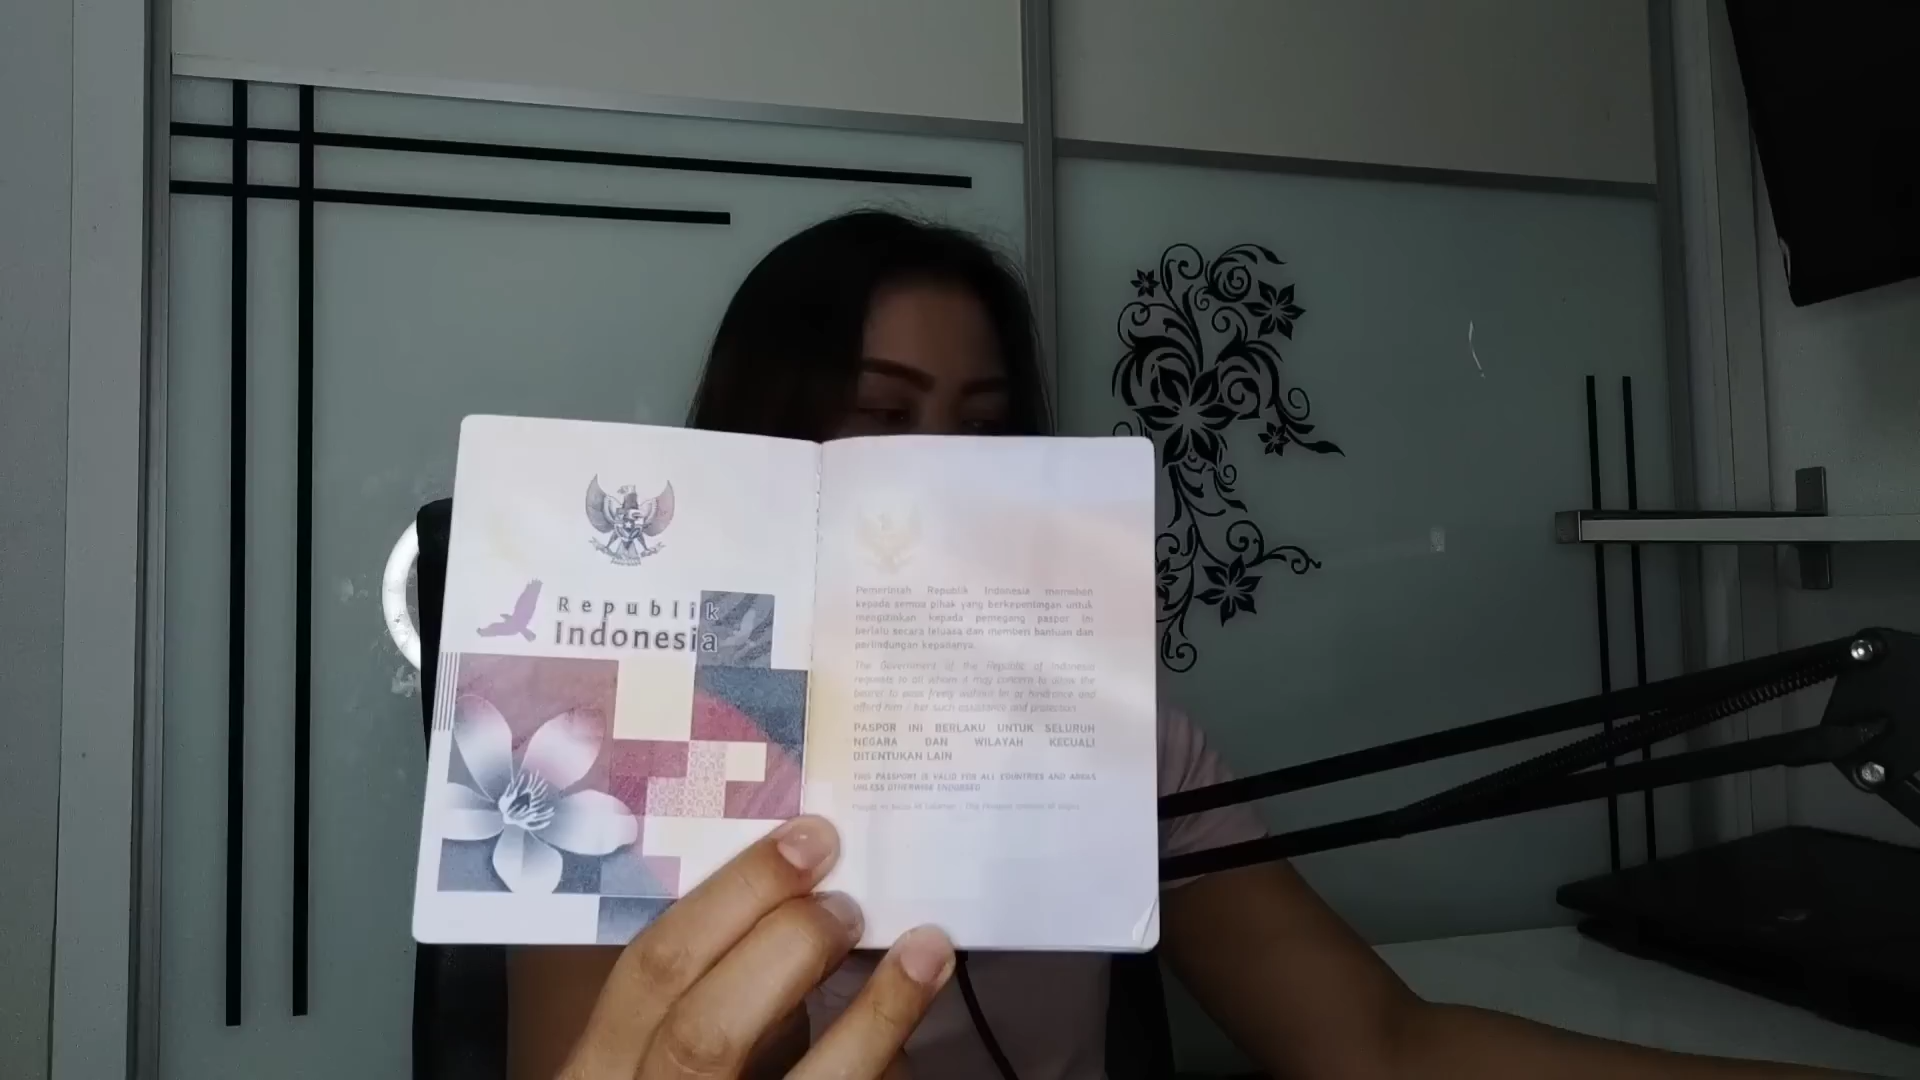 Republik
Indonesia
Pemerintah Republik Indonesia memohon
kepada semua pihak yang berkepentingan untuk
mengizinkan kepada pemegang paspor ini
berlalu secara leluasa dan memberi bantuan dan
perlindungan kepadanya.
The Government of the Republic of Indonesia
requests to all whom it may concern to allow the
bearer to pass freely without let or hindrance and
afford him / her such assistance and protection.
PASPOR INI BERLAKU UNTUK SELURUH
NEGARA DAN WILAYAH KECUALI
DITENTUKAN LAIN
THIS PASSPORT IS VALID FOR ALL COUNTRIES AND AREAS
UNLESS OTHERWISE ENDORSED